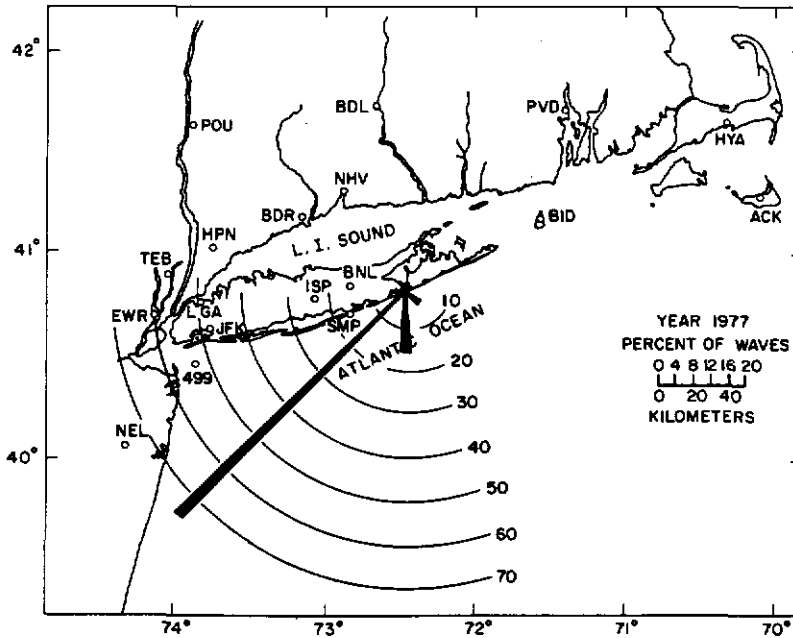 42°
41°
40°
POU
BDL
PVD
HYA
NHV
BDR
BID
ACK
HPN
L. I. SOUND
TEB
BNL
ISP
EWR
LGA
JFK
SMP
ATLANTIC OCEAN
499
NEL
10
20
30
40
50
60
70
YEAR 1977
PERCENT OF WAVES
0 4 8 12 16 20
0 20 40
KILOMETERS
74° 73° 72° 71° 70°